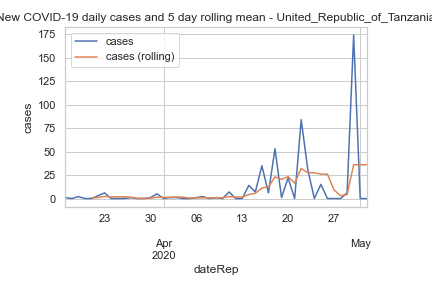 New COVID-19 daily cases and 5 day rolling mean - United_Republic_of_Tanzania
cases
cases (rolling)
175
150
125
100
75
50
25
0
cases
23
30
06
13
20
27
Apr
2020
May
dateRep